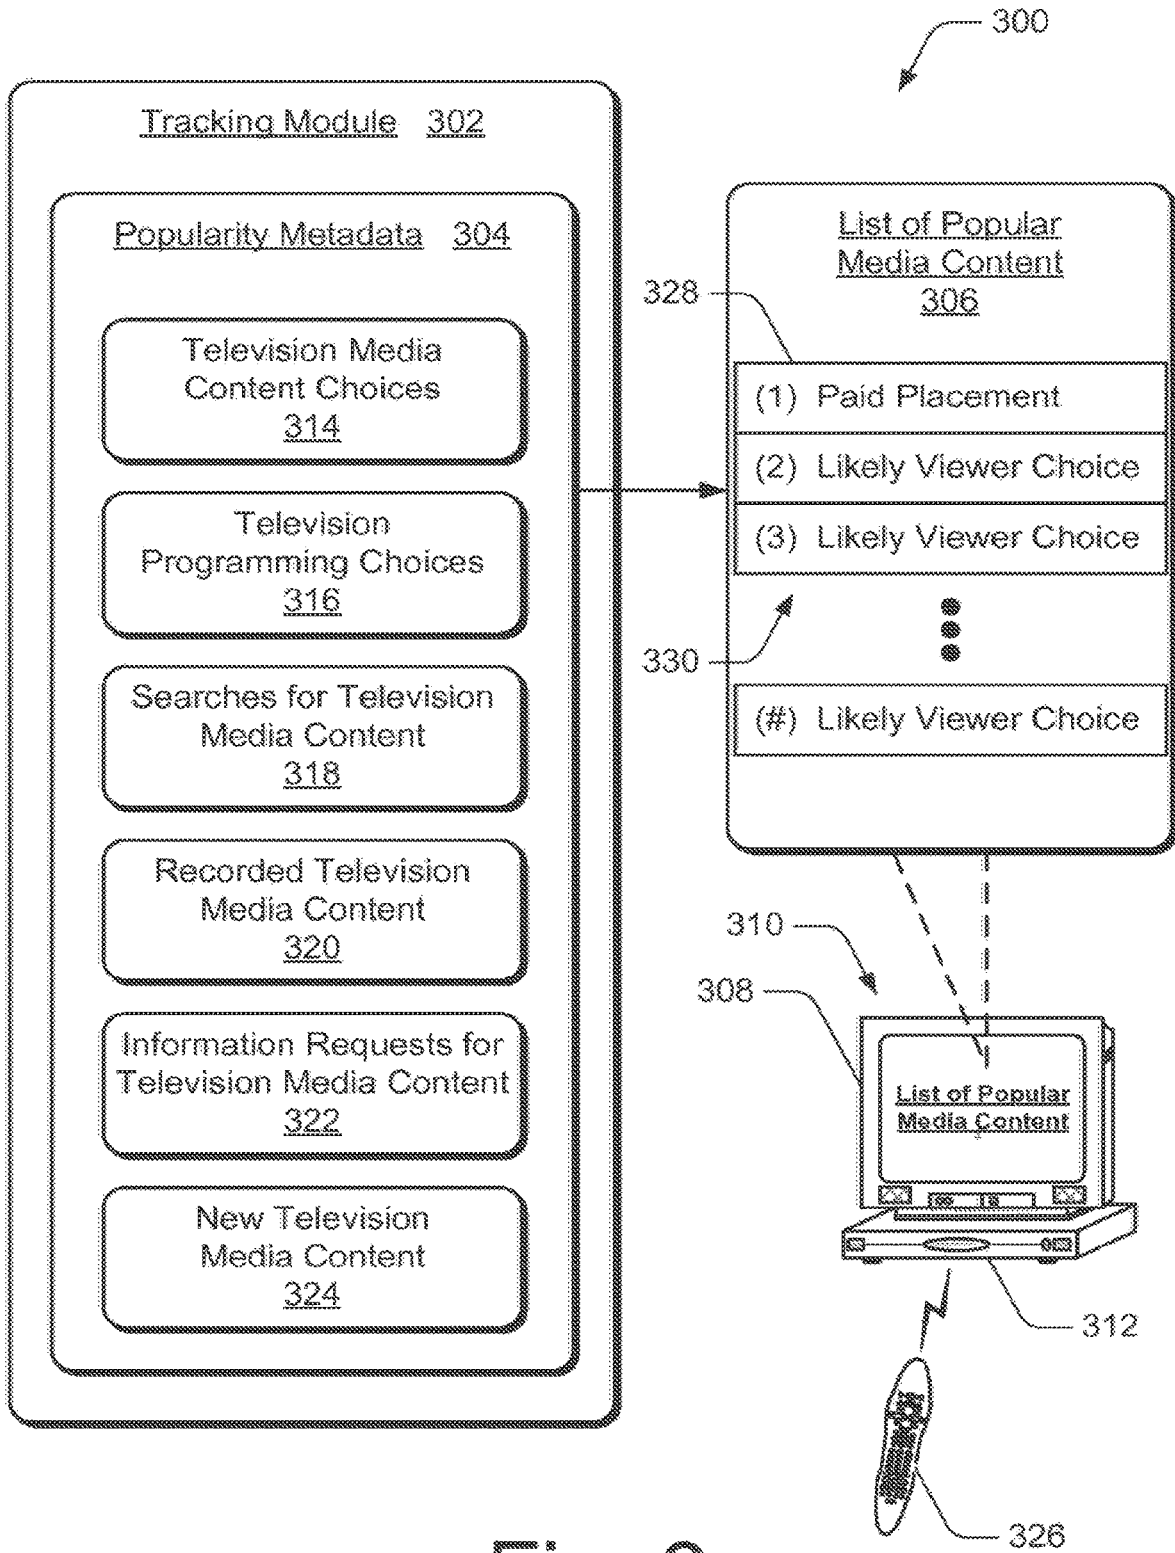 300
Tracking Module 302
Popularity Metadata 304
Television Media
Content Choices
314
Television
Programming Choices
316
Searches for Television
Media Content
318
Recorded Television
Media Content
320
Information Requests for
Television Media Content
322
New Television
Media Content
324
List of Popular
Media Content
306
328
(1) Paid Placement
(2) Likely Viewer Choice
(3) Likely Viewer Choice
330
(#) Likely Viewer Choice
310
308
List of Popular
Media Content
312
326